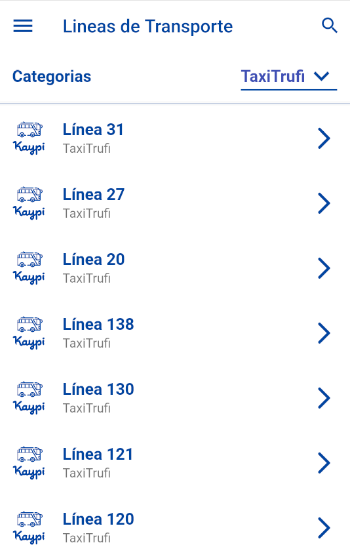 Lineas de Transporte
Categorias
TaxiTrufi
Línea 31
Kaypi
TaxiTrufi
Línea 27
Kaypi
TaxiTrufi
Línea 20
Kaypi
TaxiTrufi
Línea 138
Kaypi
TaxiTrufi
Línea 130
Kaypi
TaxiTrufi
Línea 121
Kaypi
TaxiTrufi
Línea 120
Kaypi
TaxiTrufi